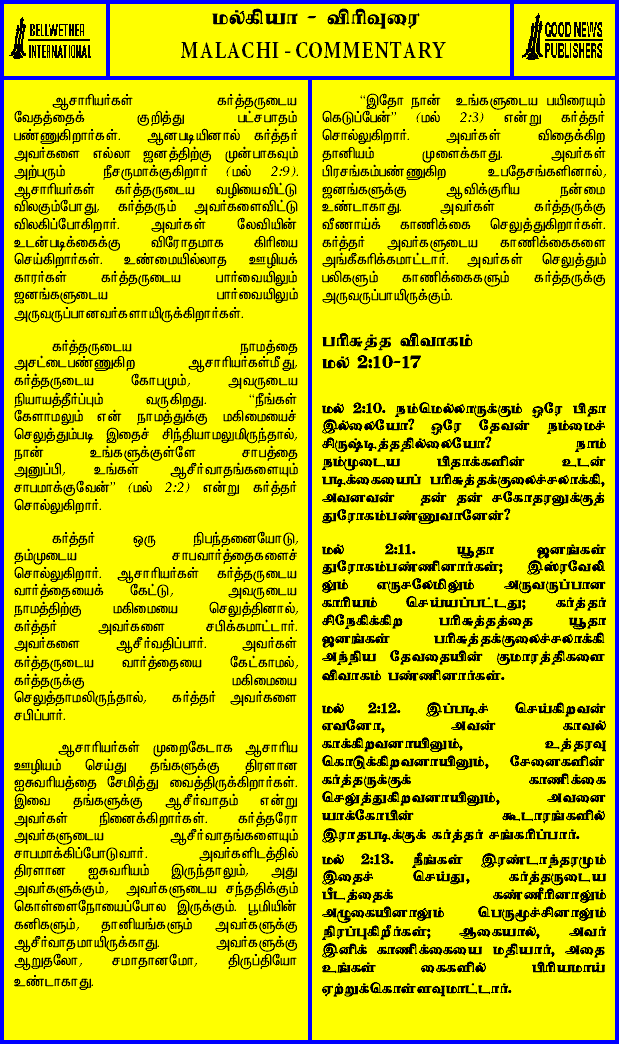 BELLWETHER
INTERNATIONAL
மல்கியா - விரிவுரை
MALACHI - COMMENTARY
GOOD NEWS
PUBLISHERS
ஆசாரியர்கள் கர்த்தருடைய
வேதத்தைக் குறித்து பட்சபாதம்
பண்ணுகிறார்கள். ஆனபடியினால் கர்த்தர்
அவர்களை எல்லா ஜனத்திற்கு முன்பாகவும்
அற்பரும் நீசருமாக்குகிறார் (மல் 2:9).
ஆசாரியர்கள் கர்த்தருடைய வழியைவிட்டு
விலகும்போது, கர்த்தரும் அவர்களைவிட்டு
விலகிப்போகிறார். அவர்கள் லேவியின்
உடன்படிக்கைக்கு விரோதமாக கிரியை
செய்கிறார்கள். உண்மையில்லாத ஊழியக்
காரர்கள் கர்த்தருடைய பார்வையிலும்
ஜனங்களுடைய பார்வையிலும்
அருவருப்பானவர்களாயிருக்கிறார்கள்.
கர்த்தருடைய நாமத்தை
அசட்டைபண்ணுகிற ஆசாரியர்கள்மீது,
கர்த்தருடைய கோபமும், அவருடைய
நியாயத்தீர்ப்பும் வருகிறது. “நீங்கள்
கேளாமலும் என் நாமத்துக்கு மகிமையைச்
செலுத்தும்படி இதைச் சிந்தியாமலுமிருந்தால்,
நான் உங்களுக்குள்ளே சாபத்தை
அனுப்பி, உங்கள் ஆசீர்வாதங்களையும்
சாபமாக்குவேன்” (மல் 2:2) என்று கர்த்தர்
சொல்லுகிறார்.
கர்த்தர் ஒரு நிபந்தனையோடு,
தம்முடைய சாபவார்த்தைகளைச்
சொல்லுகிறார். ஆசாரியர்கள் கர்த்தருடைய
வார்த்தையைக் கேட்டு, அவருடைய
நாமத்திற்கு மகிமையை செலுத்தினால்,
கர்த்தர் அவர்களை சபிக்கமாட்டார்.
அவர்களை ஆசீர்வதிப்பார். அவர்கள்
கர்த்தருடைய வார்த்தையை கேட்காமல்,
கர்த்தருக்கு மகிமையை
செலுத்தாமலிருந்தால், கர்த்தர் அவர்களை
சபிப்பார்.
ஆசாரியர்கள் முறைகேடாக ஆசாரிய
ஊழியம் செய்து தங்களுக்கு திரளான
ஐசுவரியத்தை சேமித்து வைத்திருக்கிறார்கள்.
இவை தங்களுக்கு ஆசீர்வாதம் என்று
அவர்கள் நினைக்கிறார்கள். கர்த்தரோ
அவர்களுடைய ஆசீர்வாதங்களையும்
சாபமாக்கிப்போடுவார். அவர்களிடத்தில்
திரளான ஐசுவரியம் இருந்தாலும், அது
அவர்களுக்கும், அவர்களுடைய சந்ததிக்கும்
கொள்ளைநோயைப்போல இருக்கும். பூமியின்
கனிகளும், தானியங்களும் அவர்களுக்கு
ஆசீர்வாதமாயிருக்காது. அவர்களுக்கு
ஆறுதலோ, சமாதானமோ, திருப்தியோ
உண்டாகாது.
“இதோ நான் உங்களுடைய பயிரையும்
கெடுப்பேன்” (மல் 2:3) என்று கர்த்தர்
சொல்லுகிறார். அவர்கள் விதைக்கிற
தானியம் முளைக்காது. அவர்கள்
பிரசங்கம்பண்ணுகிற உபதேசங்களினால்,
ஜனங்களுக்கு ஆவிக்குரிய நன்மை
உண்டாகாது. அவர்கள் கர்த்தருக்கு
வீணாய்க் காணிக்கை செலுத்துகிறார்கள்.
கர்த்தர் அவர்களுடைய காணிக்கைகளை
அங்கீகரிக்கமாட்டார். அவர்கள் செலுத்தும்
பலிகளும் காணிக்கைகளும் கர்த்தருக்கு
அருவருப்பாயிருக்கும்.
பரிசுத்த விவாகம்
மல் 2:10-17
மல் 2:10. நம்மெல்லாருக்கும் ஒரே பிதா
இல்லையோ? ஒரே தேவன் நம்மைச்
சிருஷ்டித்ததில்லையோ? நாம்
நம்முடைய பிதாக்களின் உடன்
படிக்கையைப் பரிசுத்தக்குலைச்சலாக்கி,
அவனவன் தன் தன் சகோதரனுக்குத்
துரோகம்பண்ணுவானேன்?
மல் 2:11. யூதா ஜனங்கள்
துரோகம்பண்ணினார்கள்; இஸ்ரவேலி
லும் எருசலேமிலும் அருவருப்பான
காரியம் செய்யப்பட்டது; கர்த்தர்
சிநேகிக்கிற பரிசுத்தத்தை யூதா
ஜனங்கள் பரிசுத்தக்குலைச்சலாக்கி
அந்நிய தேவதையின் குமாரத்திகளை
விவாகம் பண்ணினார்கள்.
மல் 2:12. இப்படிச் செய்கிறவன்
எவனோ, அவன் காவல்
காக்கிறவனாயினும், உத்தரவு
கொடுக்கிறவனாயினும், சேனைகளின்
கர்த்தருக்குக் காணிக்கை
செலுத்துகிறவனாயினும், அவனை
யாக்கோபின் கூடாரங்களில்
இராதபடிக்குக் கர்த்தர் சங்கரிப்பார்.
மல் 2:13. நீங்கள் இரண்டாந்தரமும்
இதைச் செய்து, கர்த்தருடைய
பீடத்தைக் கண்ணீரினாலும்
அழுகையினாலும் பெருமூச்சினாலும்
நிரப்புகிறீர்கள்; ஆகையால், அவர்
இனிக் காணிக்கையை மதியார், அதை
உங்கள் கைகளில் பிரியமாய்
ஏற்றுக்கொள்ளவுமாட்டார்.